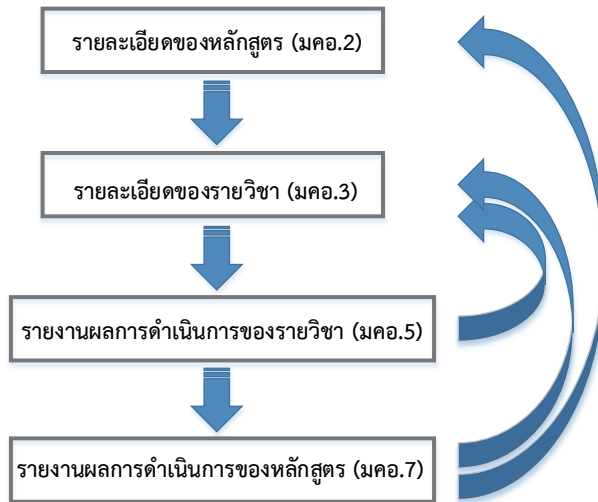 รายละเอียดของหลักสูตร (มคอ.2)
รายละเอียดของรายวิชา (มคอ.3)
รายงานผลการดำเนินการของรายวิชา (มคอ.5)
รายงานผลการดำเนินการของหลักสูตร (มคอ.7)